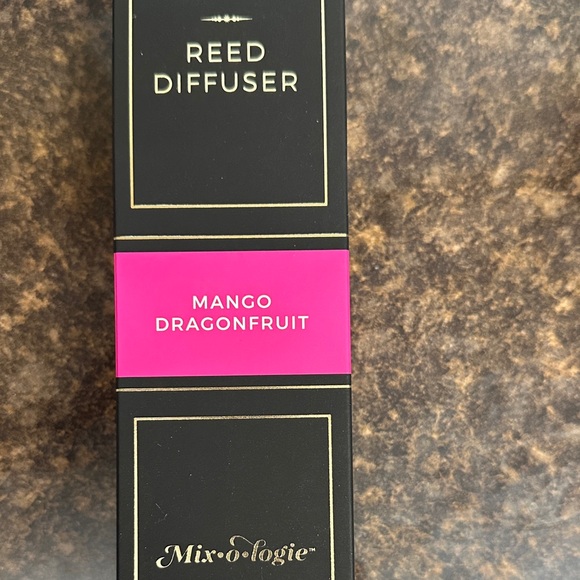 REED
DIFFUSER
MANGO
DRAGONFRUIT
Mix•o•logie™